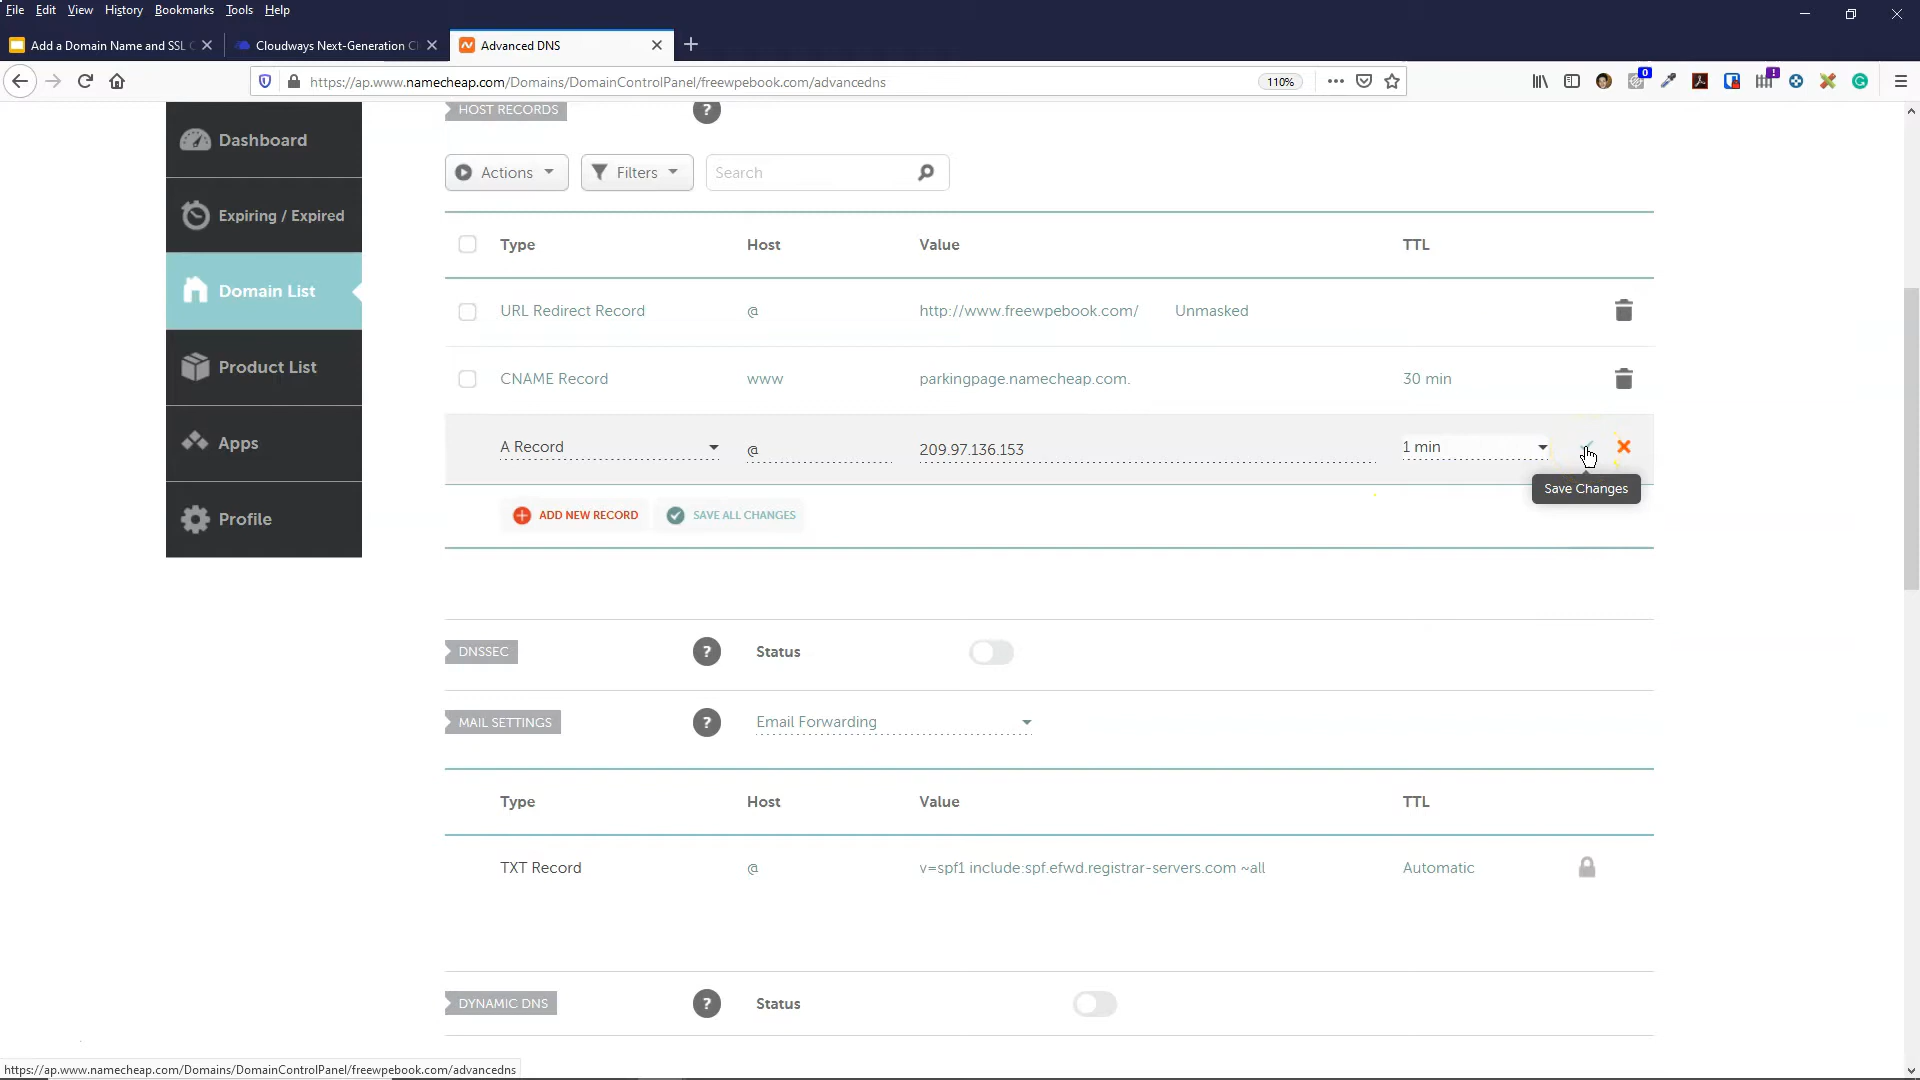 File Edit View History Bookmarks Tools Help
Add a Domain Name and SSL Cloudways Next-Generation Advanced DNS
https://ap.www.namecheap.com/Domains/DomainControlPanel/freewpebook.com/advancedns 110% 0 !
HOST RECORDS ?
Dashboard
Expiring / Expired
Domain List
Product List
Apps
Profile
Actions Filters Search
Type Host Value TTL
URL Redirect Record @ http://www.freewpebook.com/ Unmasked
CNAME Record www parkingpage.namecheap.com. 30 min
A Record @ 209.97.136.153 1 min
Save Changes
ADD NEW RECORD SAVE ALL CHANGES
DNSSEC ? Status
MAIL SETTINGS ? Email Forwarding
Type Host Value TTL
TXT Record @ v=spf1 include:spf.efwd.registrar-servers.com ~all Automatic
DYNAMIC DNS ? Status
https://ap.www.namecheap.com/Domains/DomainControlPanel/freewpebook.com/advancedns